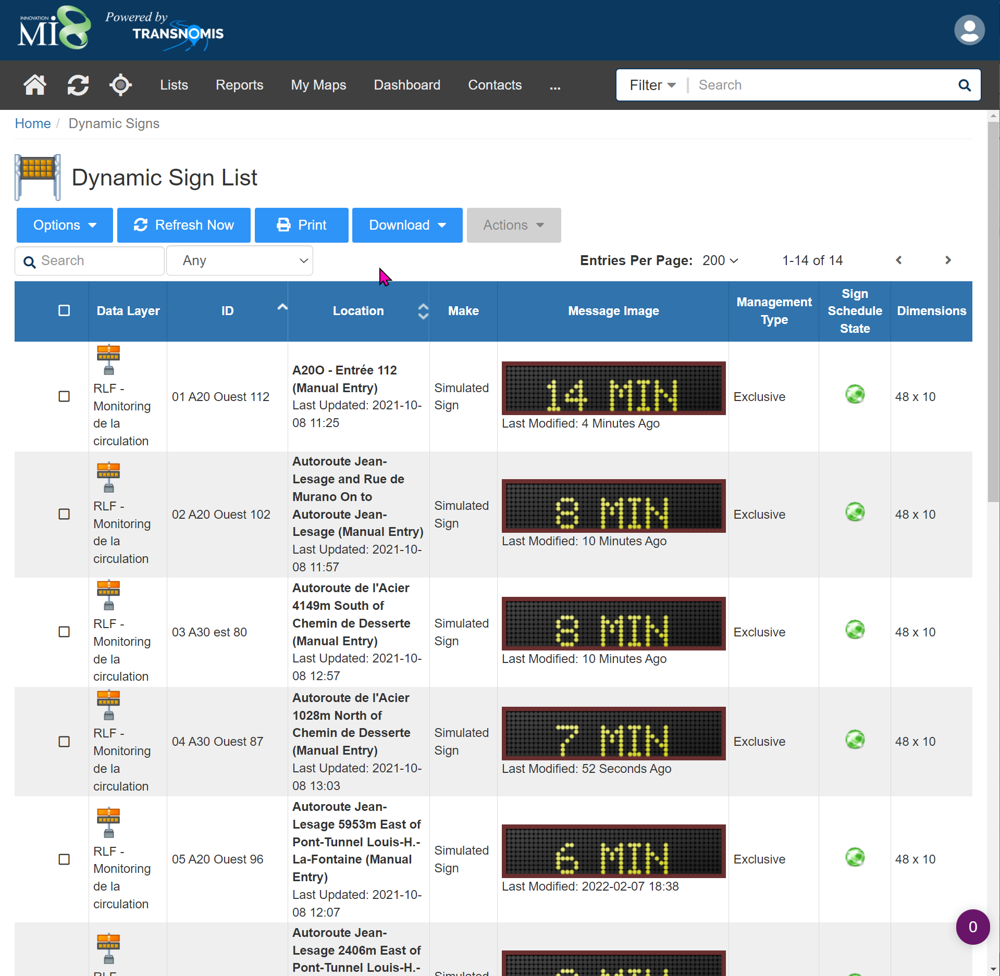 INNOVATION
Mi8
Powered by
TRANSNOMIS
Lists Reports My Maps Dashboard Contacts ... Filter Search
Home / Dynamic Signs
Dynamic Sign List
Options Refresh Now Print Download Actions
Search Any Entries Per Page: 200 1-14 of 14
Data Layer ID Location Make Message Image Management Type Sign Schedule State Dimensions
RLF -
Monitoring
de la
circulation
01 A20 Ouest 112
A20O - Entrée 112
(Manual Entry)
Last Updated: 2021-10-
08 11:25
Simulated
Sign
14 MIN
Last Modified: 4 Minutes Ago
Exclusive
48 x 10
RLF -
Monitoring
de la
circulation
02 A20 Ouest 102
Autoroute Jean-
Lesage and Rue de
Murano On to
Autoroute Jean-
Lesage (Manual Entry)
Last Updated: 2021-10-
08 11:57
Simulated
Sign
8 MIN
Last Modified: 10 Minutes Ago
Exclusive
48 x 10
RLF -
Monitoring
de la
circulation
03 A30 est 80
Autoroute de l'Acier
4149m South of
Chemin de Desserte
(Manual Entry)
Last Updated: 2021-10-
08 12:57
Simulated
Sign
8 MIN
Last Modified: 10 Minutes Ago
Exclusive
48 x 10
RLF -
Monitoring
de la
circulation
04 A30 Ouest 87
Autoroute de l'Acier
1028m North of
Chemin de Desserte
(Manual Entry)
Last Updated: 2021-10-
08 13:03
Simulated
Sign
7 MIN
Last Modified: 52 Seconds Ago
Exclusive
48 x 10
RLF -
Monitoring
de la
circulation
05 A20 Ouest 96
Autoroute Jean-
Lesage 5953m East of
Pont-Tunnel Louis-H.-
La-Fontaine (Manual
Entry)
Last Updated: 2021-10-
08 12:07
Simulated
Sign
6 MIN
Last Modified: 2022-02-07 18:38
Exclusive
48 x 10
0
Autoroute Jean-
Lesage 2406m East of
Pont-Tunnel Louis-H.-